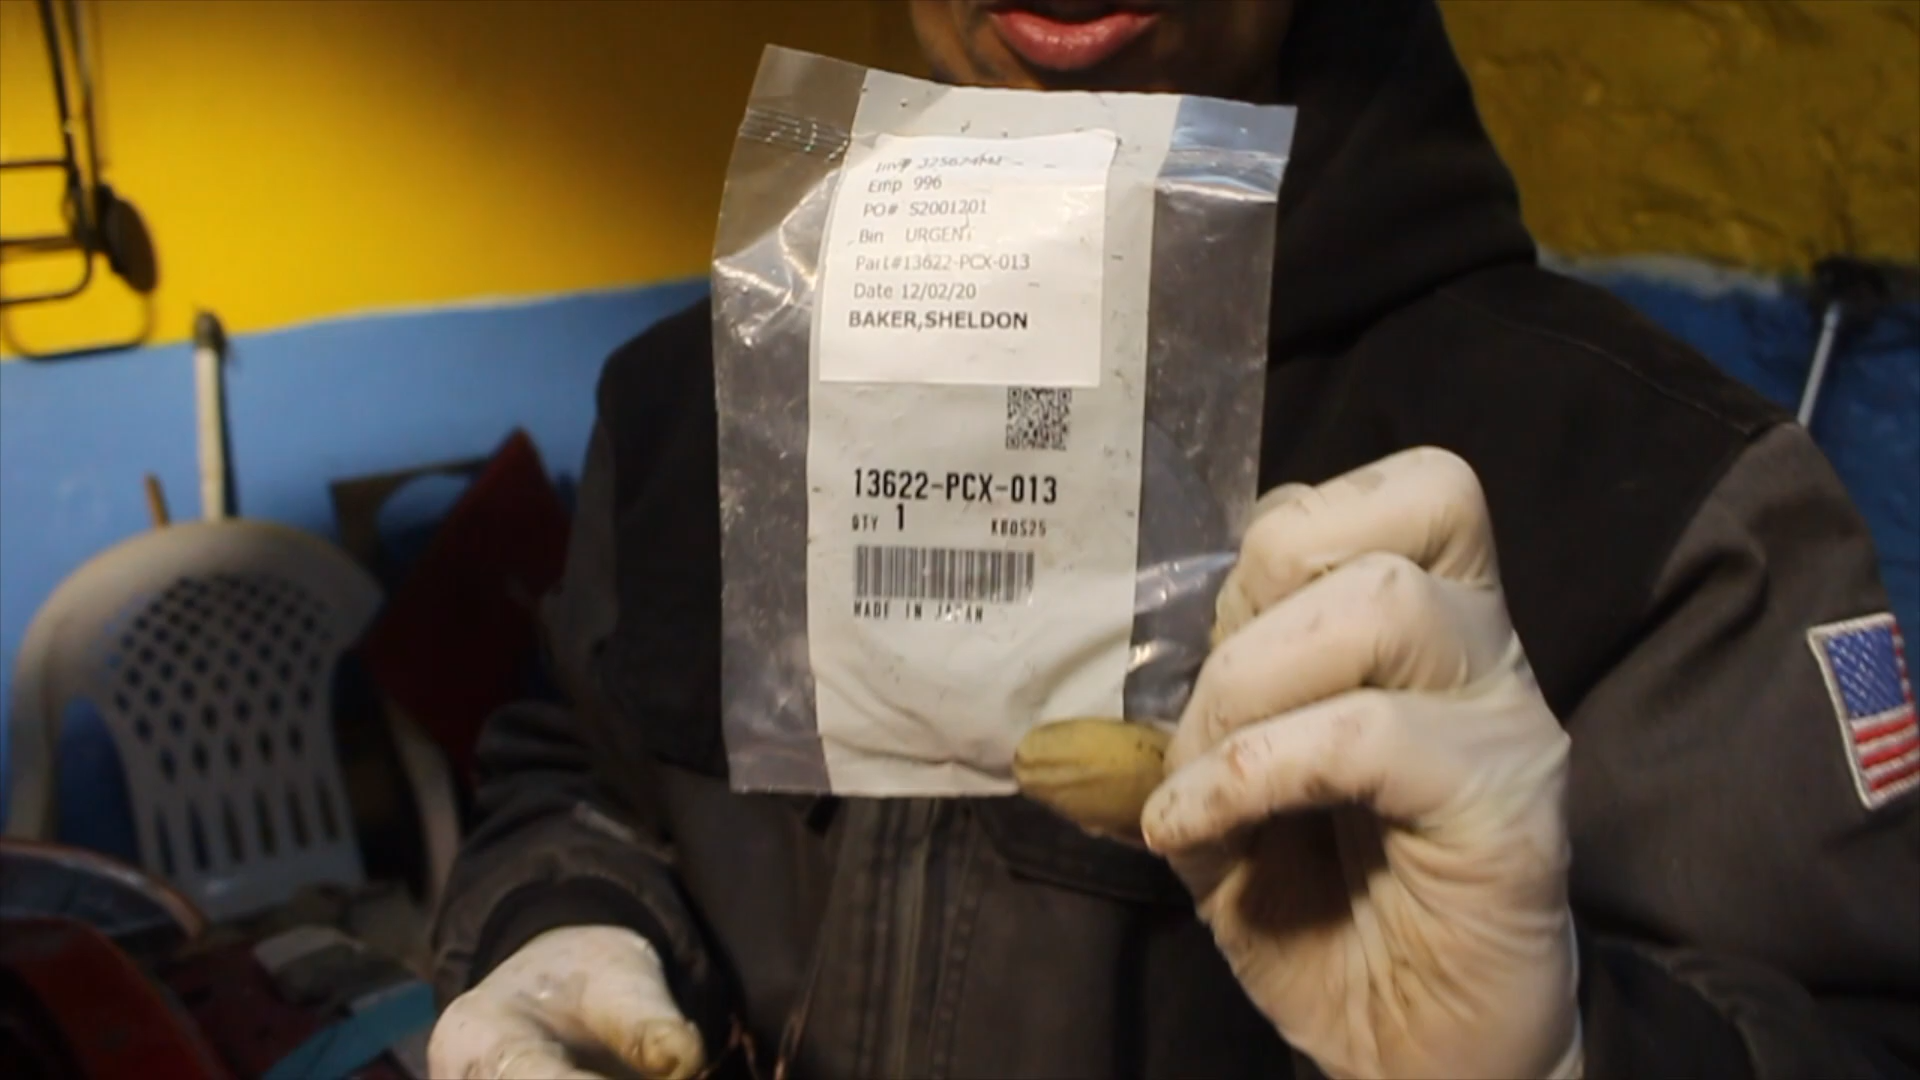 Emp 996
PO# S2001201
Bin URGENT
Part#13622-PCX-013
Date 12/02/20
BAKER,SHELDON
13622-PCX-013
QTY 1 KB0S25
MADE IN JAPAN